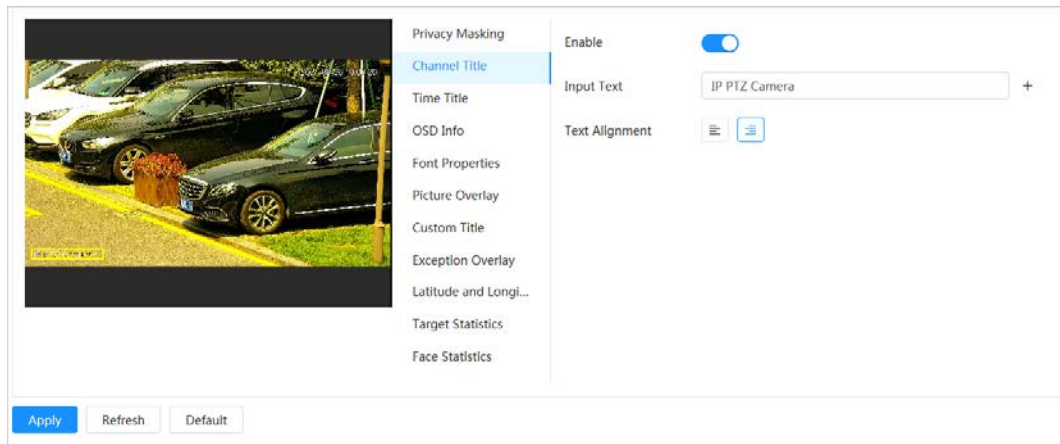 Privacy Masking
Channel Title
Time Title
OSD Info
Font Properties
Picture Overlay
Custom Title
Exception Overlay
Latitude and Longi...
Target Statistics
Face Statistics
Enable
Input Text
IP PTZ Camera
+
Text Alignment
Apply
Refresh
Default